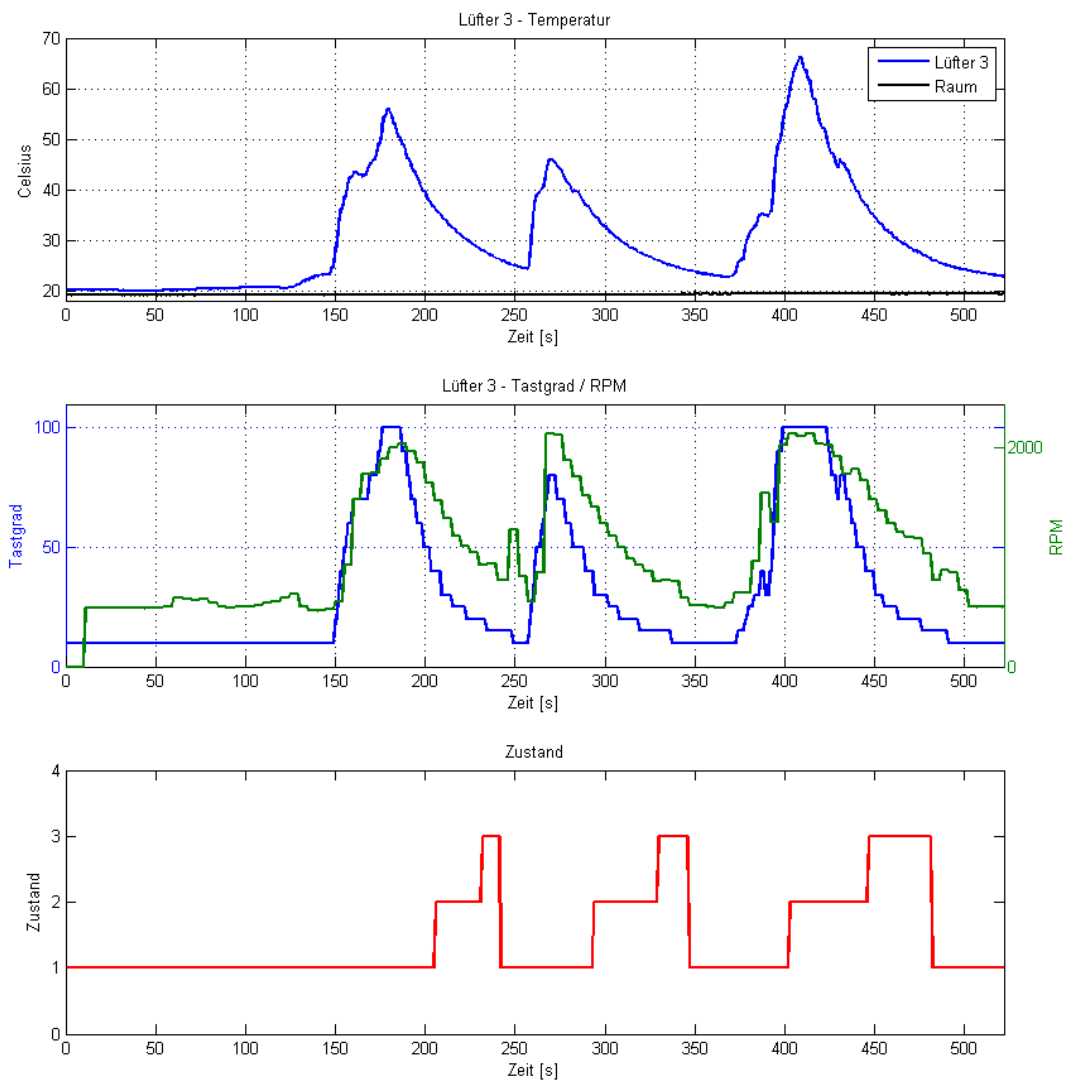 Lüfter 3 - Temperatur
70
60
50
40
30
20
Celsius
Lüfter 3
Raum
0 50 100 150 200 250 300 350 400 450 500
Zeit [s]
Lüfter 3 - Tastgrad / RPM
100
50
0
Tastgrad
2000
0
RPM
0 50 100 150 200 250 300 350 400 450 500
Zeit [s]
Zustand
4
3
2
1
0
Zustand
0 50 100 150 200 250 300 350 400 450 500
Zeit [s]